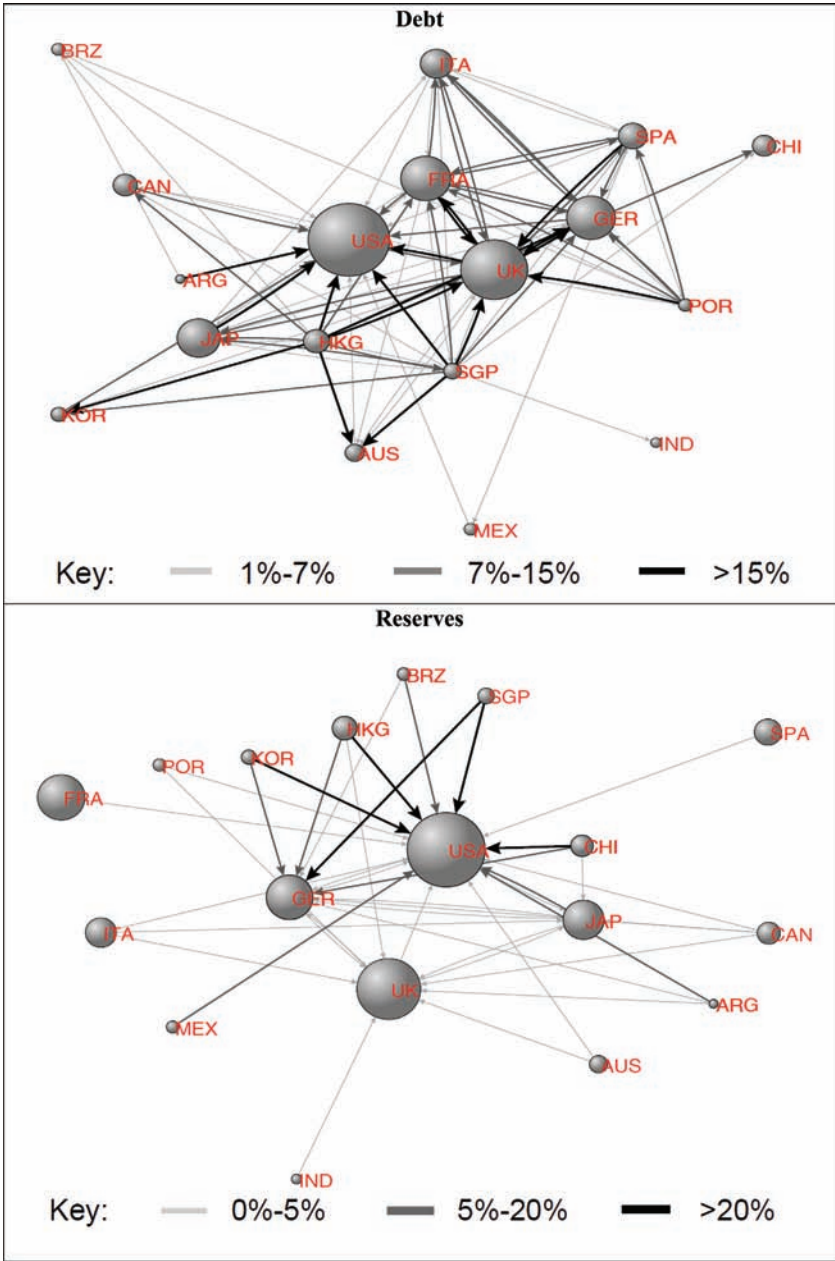 Debt
BRZ
ITA
SPA
CHI
CAN
FRA
GER
USA
UK
ARG
POR
JAP
HKG
SGP
KOR
AUS
IND
MEX
Key: 1%-7% 7%-15% >15%
Reserves
BRZ
SGP
HKG
SPA
POR
KOR
FRA
USA
CHI
GER
JAP
ITA
CAN
UK
ARG
MEX
AUS
IND
Key: 0%-5% 5%-20% >20%